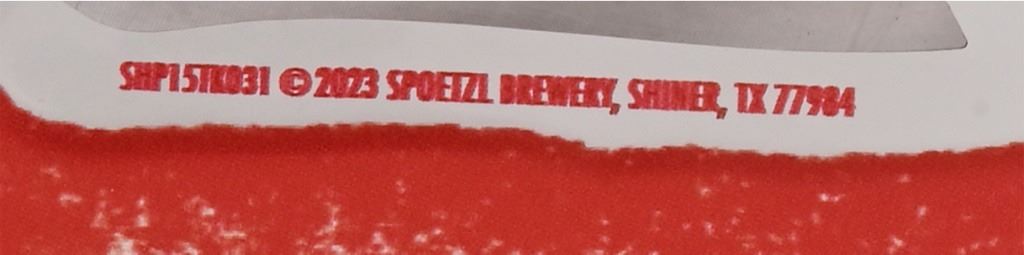 SHP15TK031 ©2023 SPOETZL BREWERY, SHINER, TX 77984